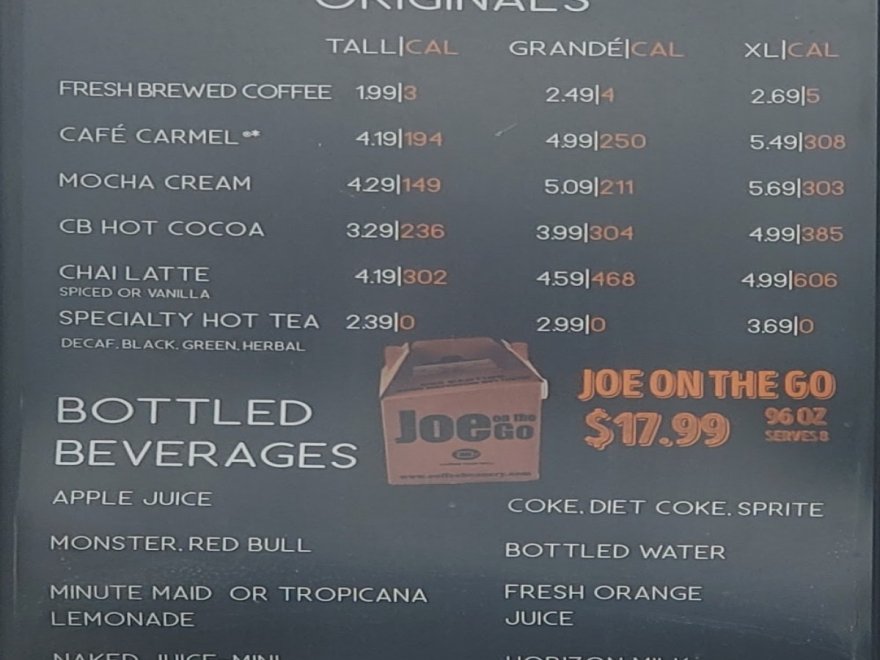 ORIGINALS
TALL|CAL GRANDÉ|CAL XL|CAL
FRESH BREWED COFFEE 1.99|3 2.49|4 2.69|5
CAFÉ CARMEL®* 4.19|194 4.99|250 5.49|308
MOCHA CREAM 4.29|149 5.09|211 5.69|303
CB HOT COCOA 3.29|236 3.99|304 4.99|385
CHAI LATTE 4.19|302 4.59|468 4.99|606
SPICED OR VANILLA
SPECIALTY HOT TEA 2.39|0 2.99|0 3.69|0
DECAF, BLACK, GREEN, HERBAL
Joe on the Go
JOE ON THE GO
$17.99 96 OZ
SERVES 8
BOTTLED
BEVERAGES
APPLE JUICE
COKE, DIET COKE, SPRITE
MONSTER, RED BULL
BOTTLED WATER
MINUTE MAID OR TROPICANA
LEMONADE
FRESH ORANGE
JUICE
NAKED JUICE, MINI
HORIZON MILK